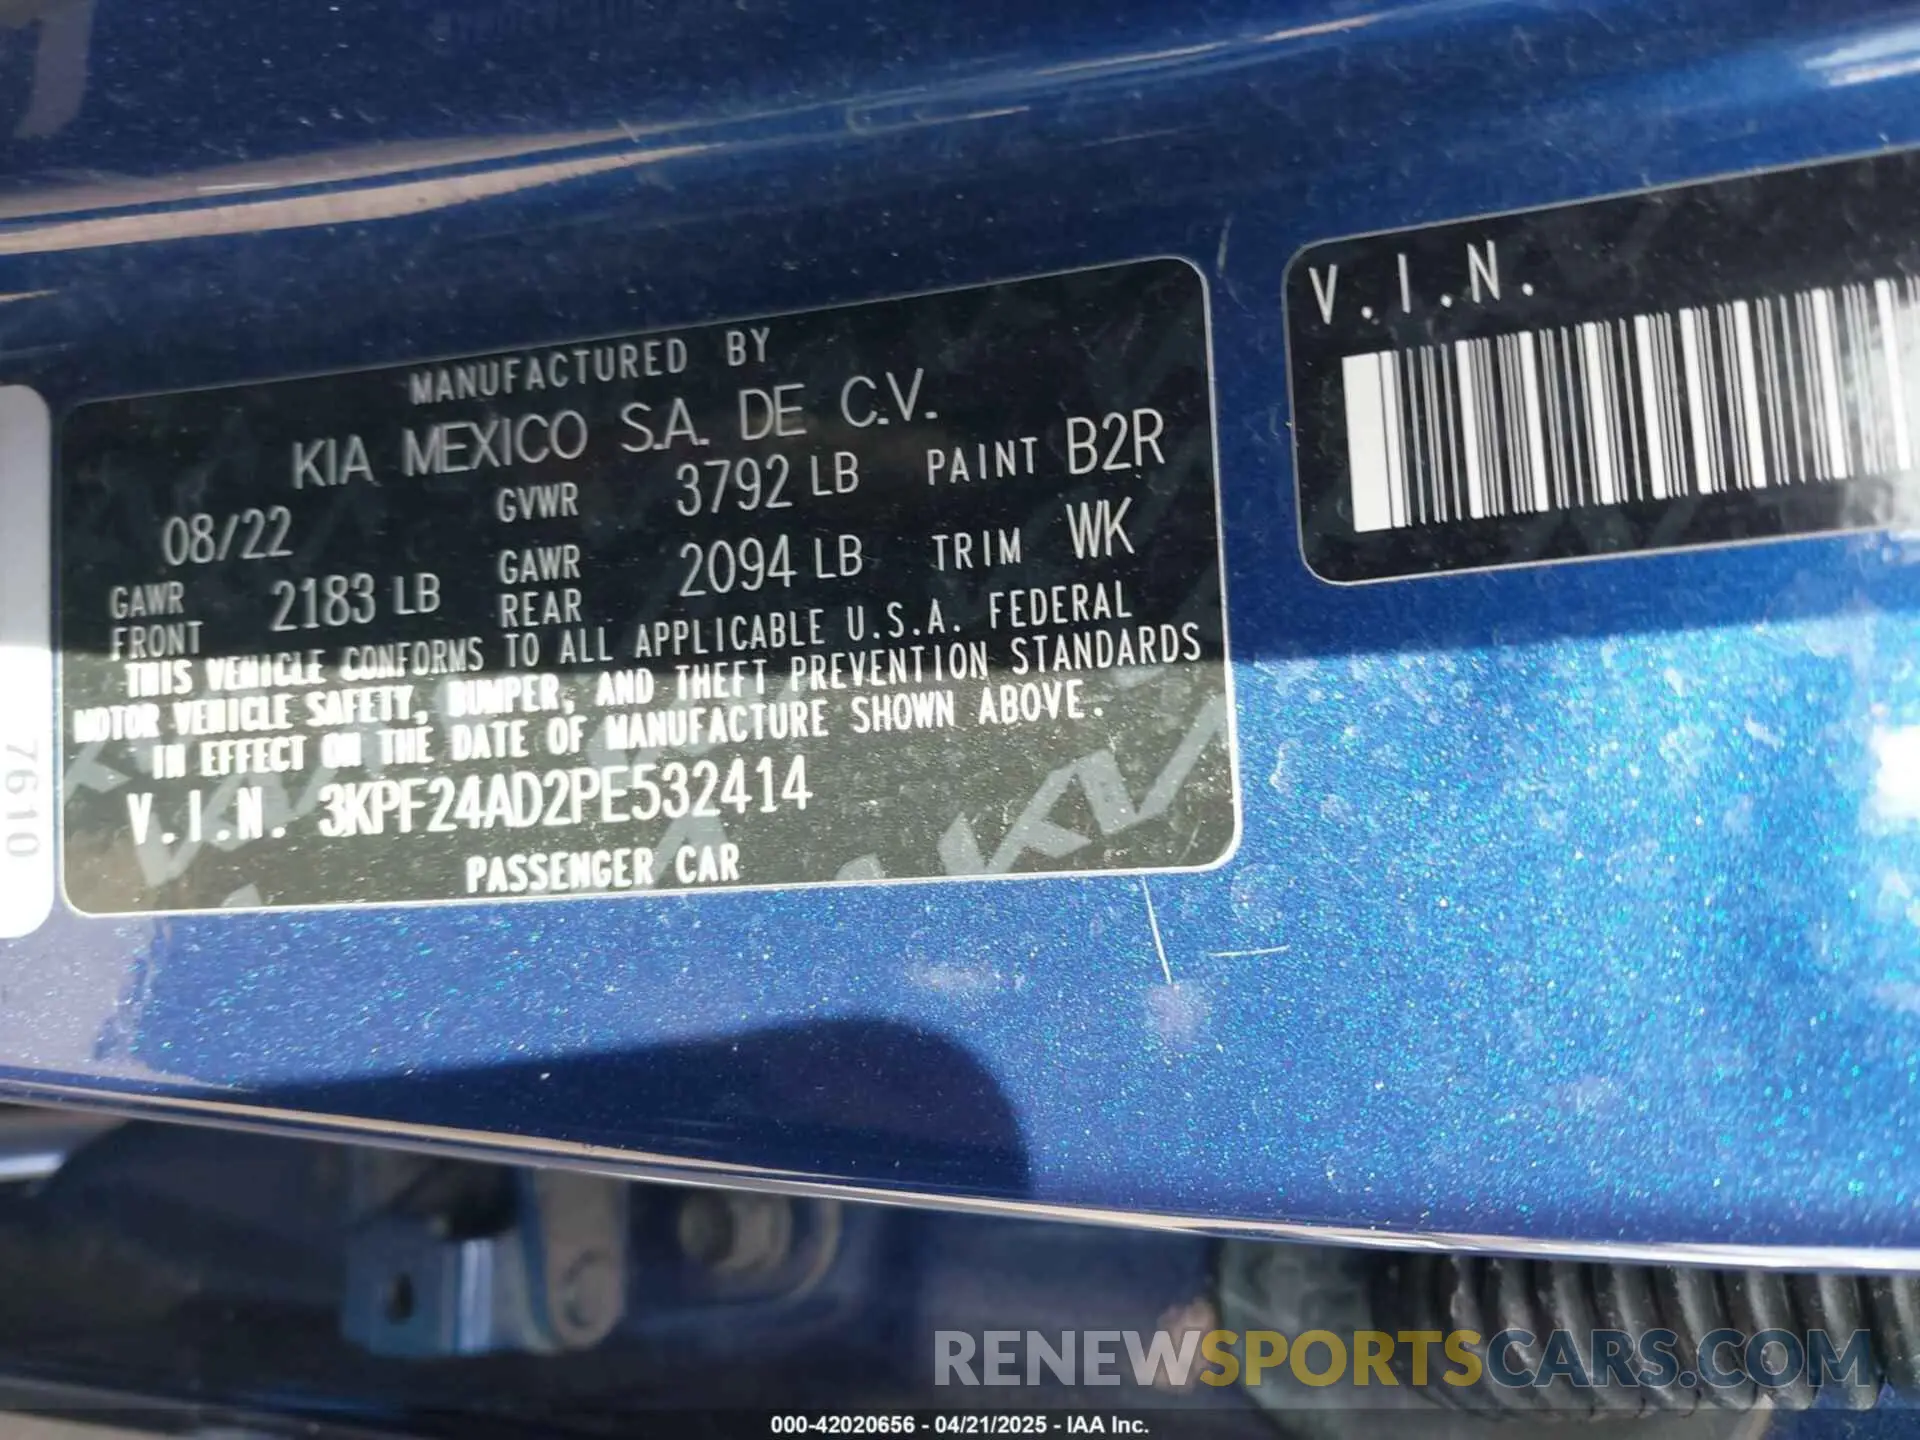 MANUFACTURED BY
KIA MEXICO S.A. DE C.V.
08/22 GVWR 3792 LB PAINT B2R
GAWR FRONT 2183 LB GAWR REAR 2094 LB TRIM WK
THIS VEHICLE CONFORMS TO ALL APPLICABLE U.S.A. FEDERAL
MOTOR VEHICLE SAFETY, BUMPER, AND THEFT PREVENTION STANDARDS
IN EFFECT ON THE DATE OF MANUFACTURE SHOWN ABOVE.
V.I.N. 3KPF24AD2PE532414
PASSENGER CAR
V.I.N.
76110
RENEWSPORTSCARS.COM
000-42020656 - 04/21/2025 - IAA Inc.